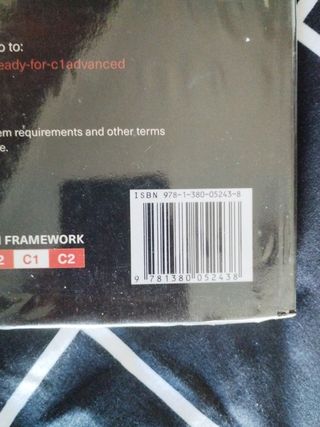 o to:
eady-for-c1advanced
em requirements and other terms
e.
ISBN 978-1-380-05243-8
FRAMEWORK
2 C1 C2
9 781380 052438